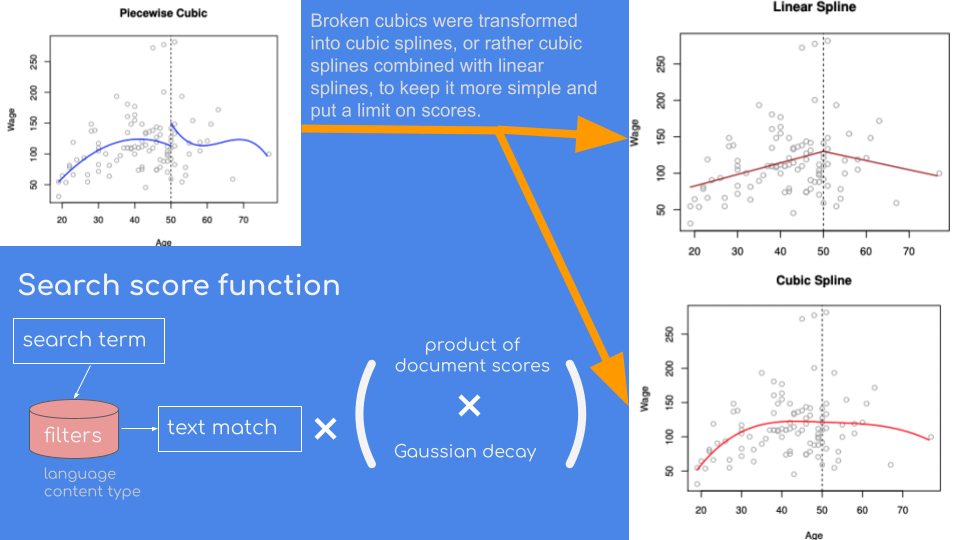 Piecewise Cubic
Wage
50 100 150 200 250
20 30 40 50 60 70
Age
Broken cubics were transformed
into cubic splines, or rather cubic
splines combined with linear
splines, to keep it more simple and
put a limit on scores.
Linear Spline
Wage
50 100 150 200 250
20 30 40 50 60 70
Search score function
search term
filters
language
content type
text match
×
product of
document scores
×
Gaussian decay
Cubic Spline
Wage
50 100 150 200 250
20 30 40 50 60 70
Age